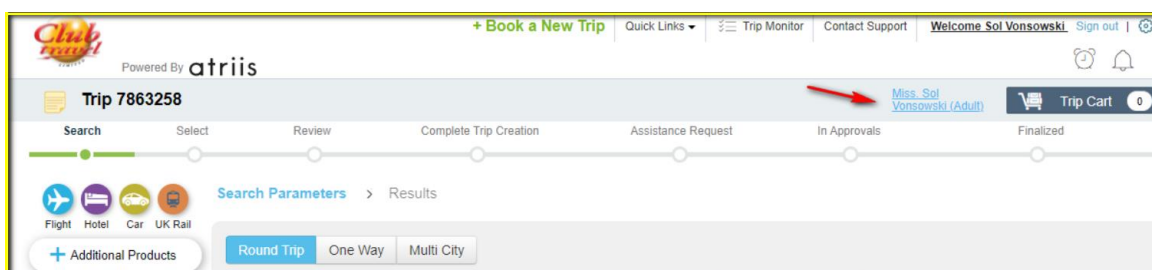 Club
Travel
LIMITED
+ Book a New Trip Quick Links Trip Monitor Contact Support Welcome Sol Vonsowski Sign out |
Powered By atriis
Trip 7863258
Miss. Sol
Vonsowski (Adult)
Trip Cart 0
Search Select Review Complete Trip Creation Assistance Request In Approvals Finalized
Search Parameters > Results
Flight Hotel Car UK Rail
+ Additional Products
Round Trip One Way Multi City